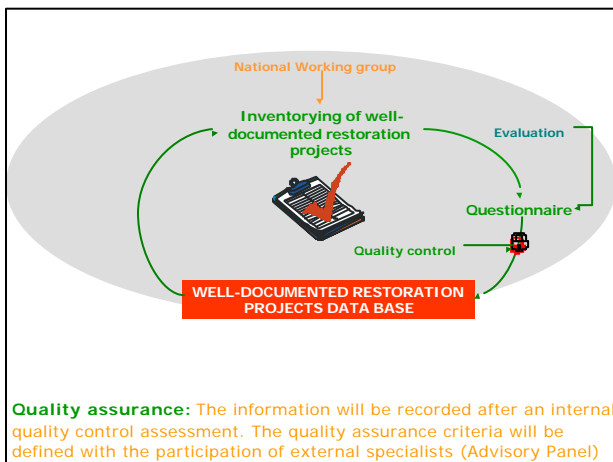 National Working group
Inventorying of well-
documented restoration
projects
Evaluation
Questionnaire
Quality control
WELL-DOCUMENTED RESTORATION
PROJECTS DATA BASE
Quality assurance: The information will be recorded after an internal
quality control assessment. The quality assurance criteria will be
defined with the participation of external specialists (Advisory Panel)